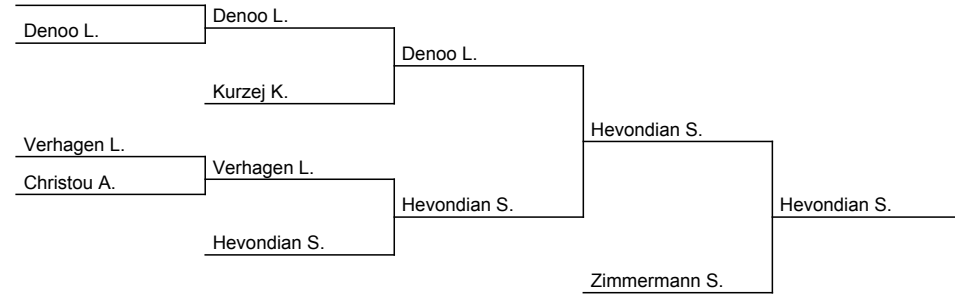 Denoo L.
Denoo L.
Denoo L.
Kurzej K.
Hevondian S.
Verhagen L.
Verhagen L.
Christou A.
Hevondian S.
Hevondian S.
Hevondian S.
Zimmermann S.